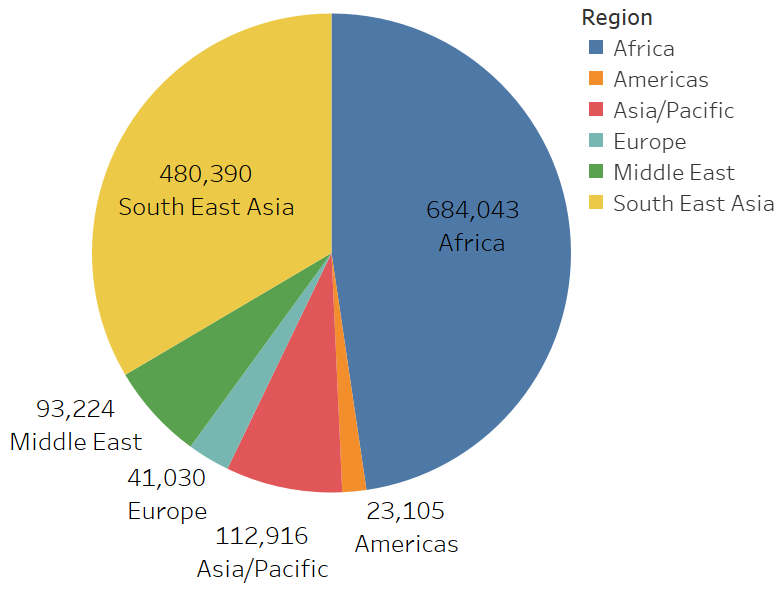 Region
Africa
Americas
Asia/Pacific
Europe
Middle East
South East Asia
480,390
South East Asia
684,043
Africa
93,224
Middle East
41,030
Europe
112,916
Asia/Pacific
23,105
Americas